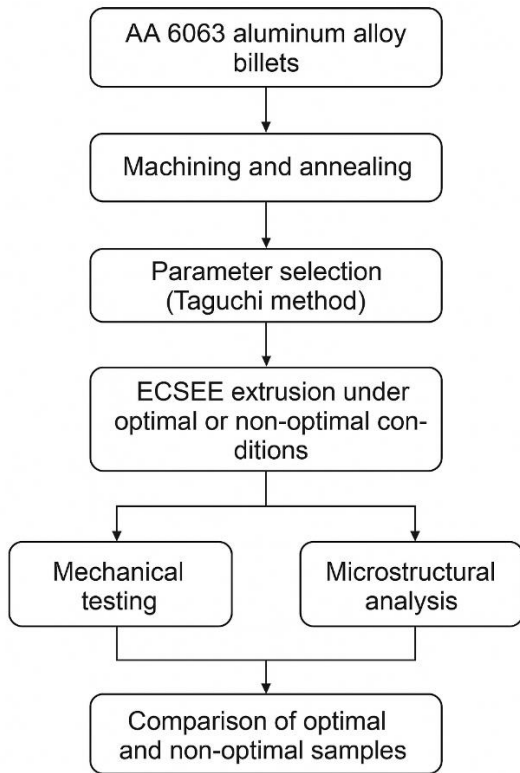 AA 6063 aluminum alloy
billets
Machining and annealing
Parameter selection
(Taguchi method)
ECSEE extrusion under
optimal or non-optimal con-
ditions
Mechanical
testing
Microstructural
analysis
Comparison of optimal
and non-optimal samples